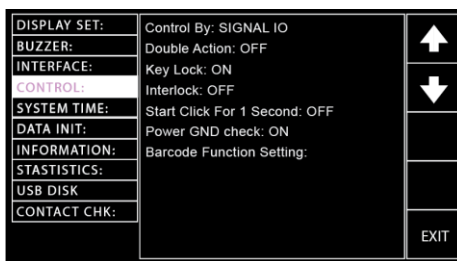 DISPLAY SET:
BUZZER:
INTERFACE:
CONTROL:
SYSTEM TIME:
DATA INIT:
INFORMATION:
STASTISTICS:
USB DISK
CONTACT CHK:
Control By: SIGNAL IO
Double Action: OFF
Key Lock: ON
Interlock: OFF
Start Click For 1 Second: OFF
Power GND check: ON
Barcode Function Setting:
EXIT